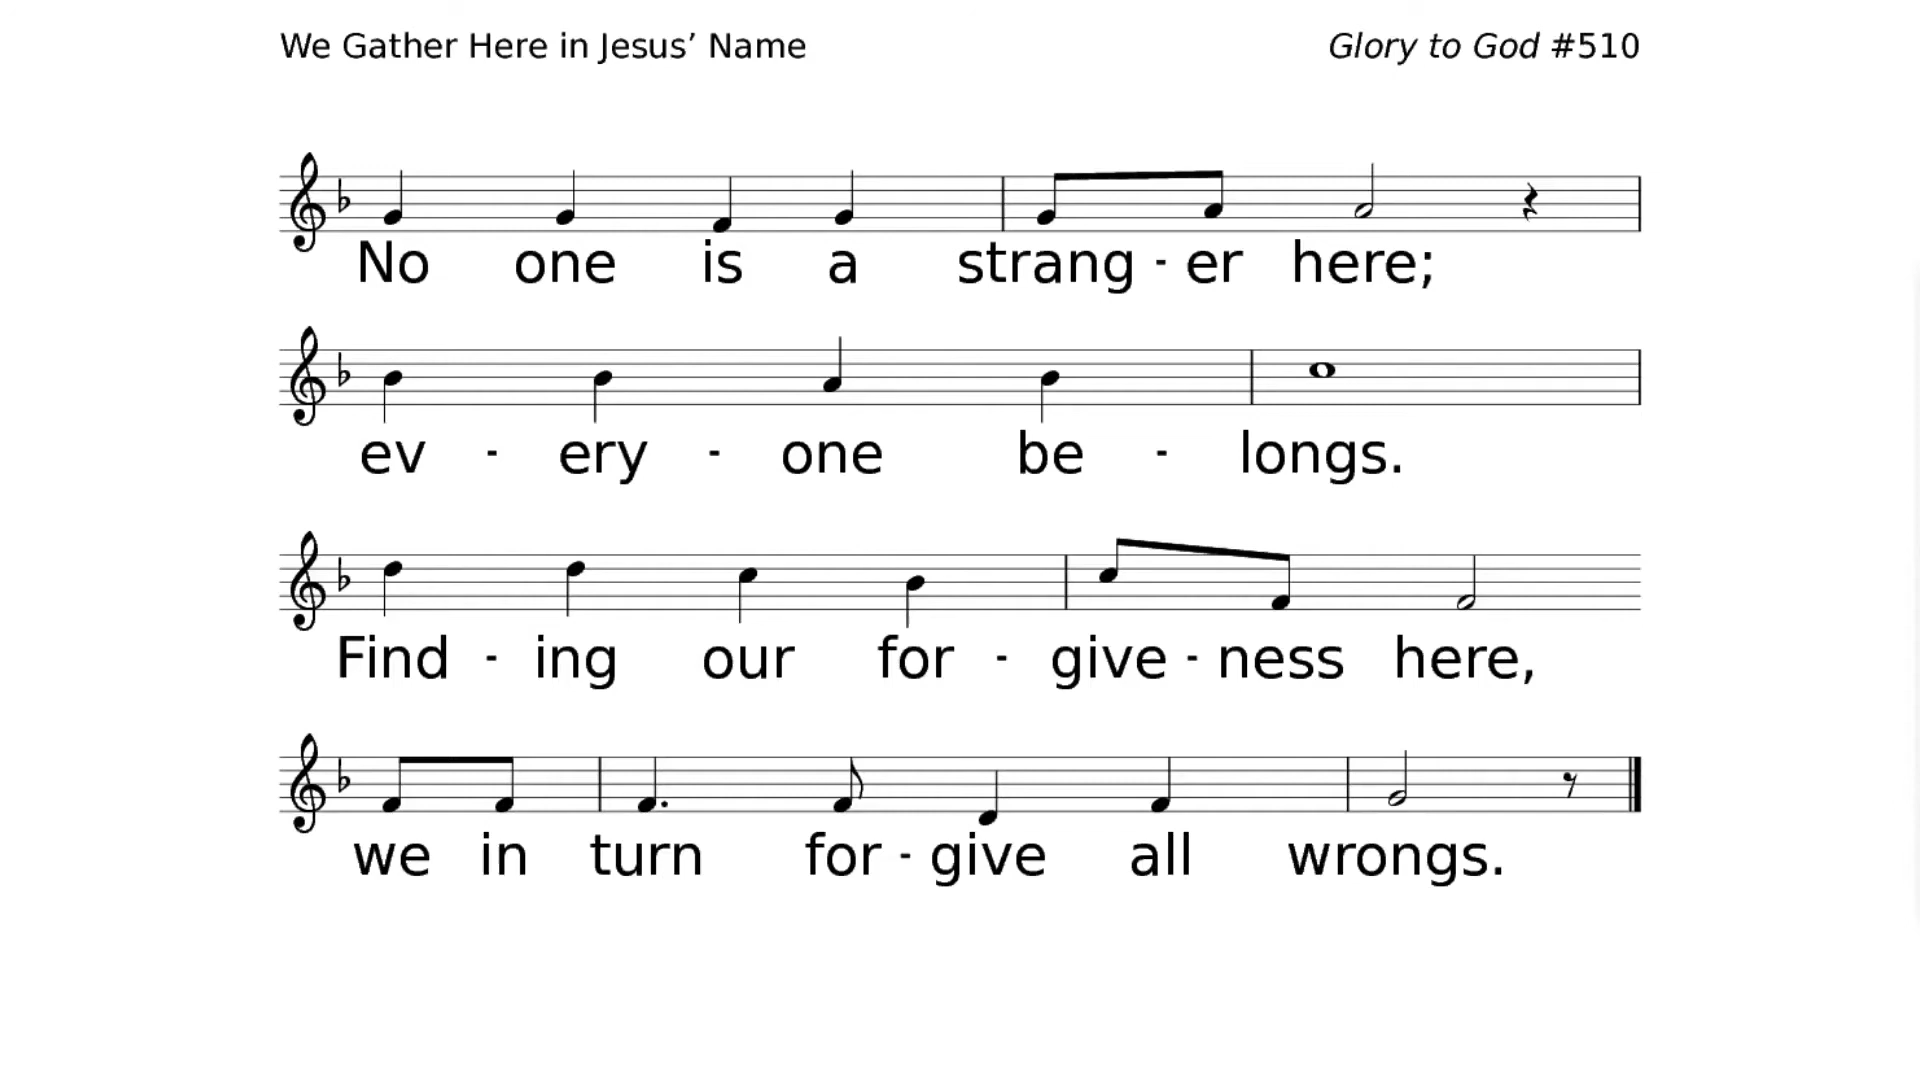 We Gather Here in Jesus’ Name Glory to God #510
No one is a strang - er here;
ev - ery - one be - longs.
Find - ing our for - give - ness here,
we in turn for - give all wrongs.